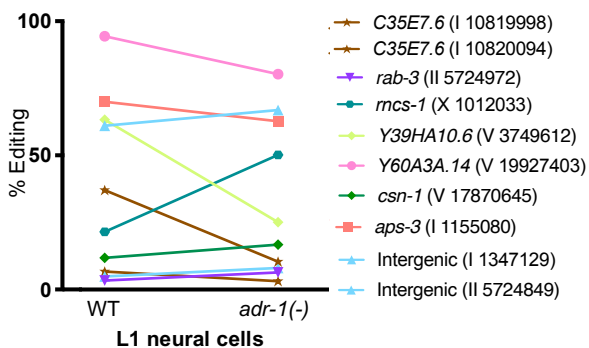 100
50
0
% Editing
WT
adr-1(-)
L1 neural cells
C35E7.6 (I 10819998)
C35E7.6 (I 10820094)
rab-3 (II 5724972)
mcs-1 (X 1012033)
Y39HA10.6 (V 3749612)
Y60A3A.14 (V 19927403)
csn-1 (V 17870645)
aps-3 (I 1155080)
Intergenic (I 1347129)
Intergenic (II 5724849)